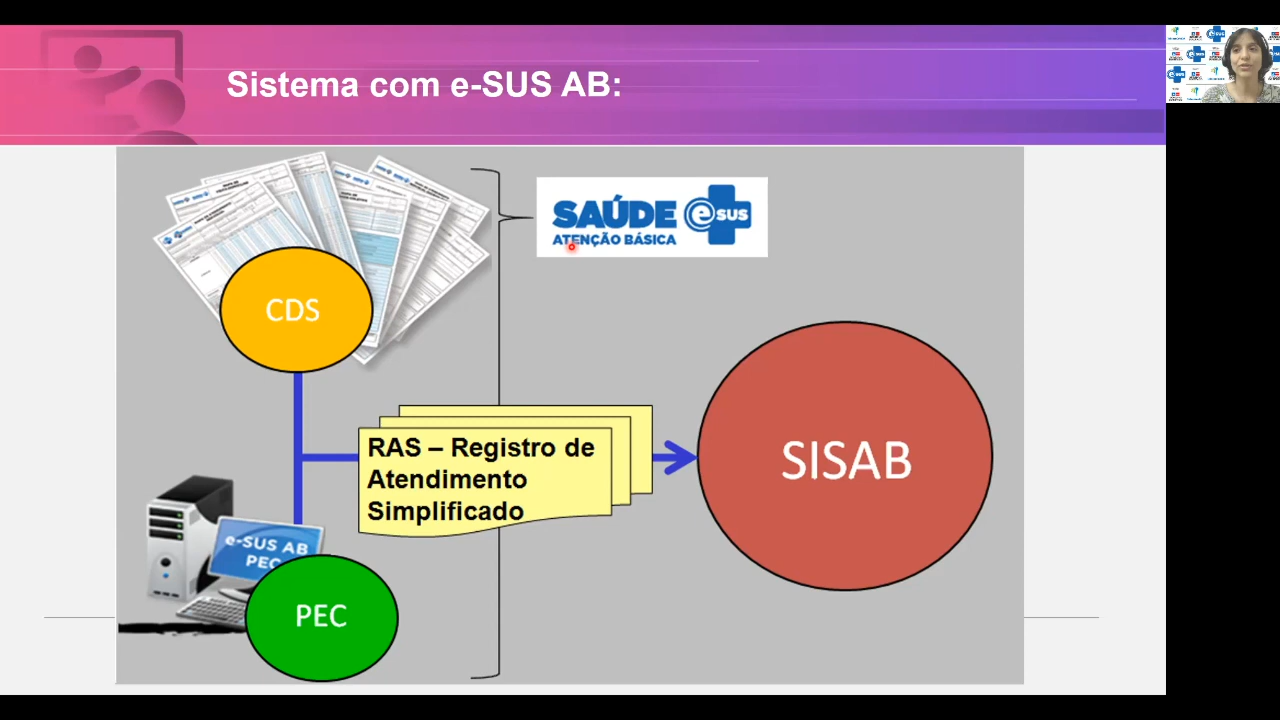 Sistema com e-SUS AB:
SAÚDE e SUS
ATENÇÃO BÁSICA
CDS
RAS – Registro de
Atendimento
Simplificado
SISAB
e-SUS AB
PEC
PEC